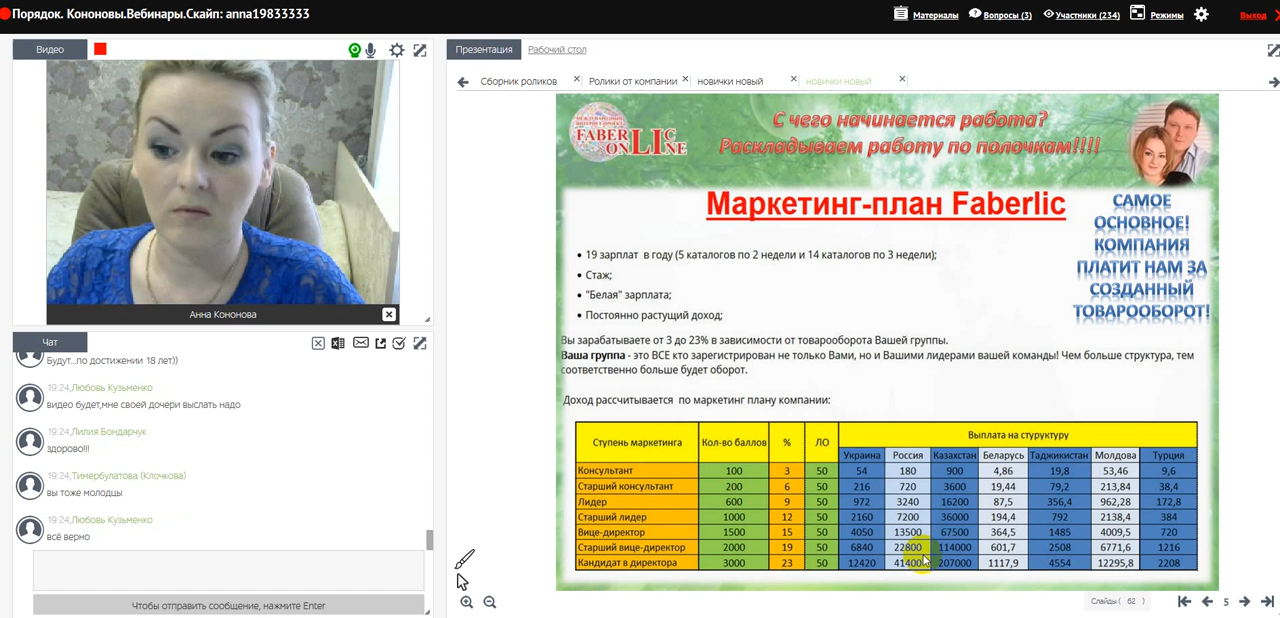 Порядок. Кононовы.Вебинары.Скайп: anna19833333
Материалы Вопросы (3) Участники (234) Режимы Выход
Видео
Анна Кононова
Чат
Будут...по достижении 18 лет))
19:24,Любовь Кузьменко
видео будет,мне своей дочери выслать надо
19:24,Лилия Бондарчук
здорово!!!
19:24,Тимербулатова (Клочкова)
вы тоже молодцы
19:24,Любовь Кузьменко
всё верно
Чтобы отправить сообщение, нажмите Enter
Презентация Рабочий стол
Сборник роликов Ролики от компании новички новый новички новый
МЕЖДУНАРОДНЫЙ
ИНТЕРНЕТ-ПРОЕКТ
FABERLIC
ONLINE
С чего начинается работа?
Раскладываем работу по полочкам!!!!
Маркетинг-план Faberlic
САМОЕ
ОСНОВНОЕ!
КОМПАНИЯ
ПЛАТИТ НАМ ЗА
СОЗДАННЫЙ
ТОВАРООБОРОТ!
• 19 зарплат в году (5 каталогов по 2 недели и 14 каталогов по 3 недели);
• Стаж;
• "Белая" зарплата;
• Постоянно растущий доход;
Вы зарабатываете от 3 до 23% в зависимости от товарооборота Вашей группы.
Ваша группа - это ВСЕ кто зарегистрирован не только Вами, но и Вашими лидерами вашей команды! Чем больше структура, тем
соответственно больше будет оборот.
Доход рассчитывается по маркетинг плану компании:
Ступень маркетинга Кол-во баллов % ЛО Выплата на стуруктуру
Украина Россия Казахстан Беларусь Таджикистан Молдова Турция
Консультант 100 3 50 54 180 900 4,86 19,8 53,46 9,6
Старший консультант 200 6 50 216 720 3600 19,44 79,2 213,84 38,4
Лидер 600 9 50 972 3240 16200 87,5 356,4 962,28 172,8
Старший лидер 1000 12 50 2160 7200 36000 194,4 792 2138,4 384
Вице-директор 1500 15 50 4050 13500 67500 364,5 1485 4009,5 720
Старший вице-директор 2000 19 50 6840 22800 114000 601,7 2508 6771,6 1216
Кандидат в директора 3000 23 50 12420 41400 207000 1117,9 4554 12295,8 2208
Слайды ( 62 ) 5